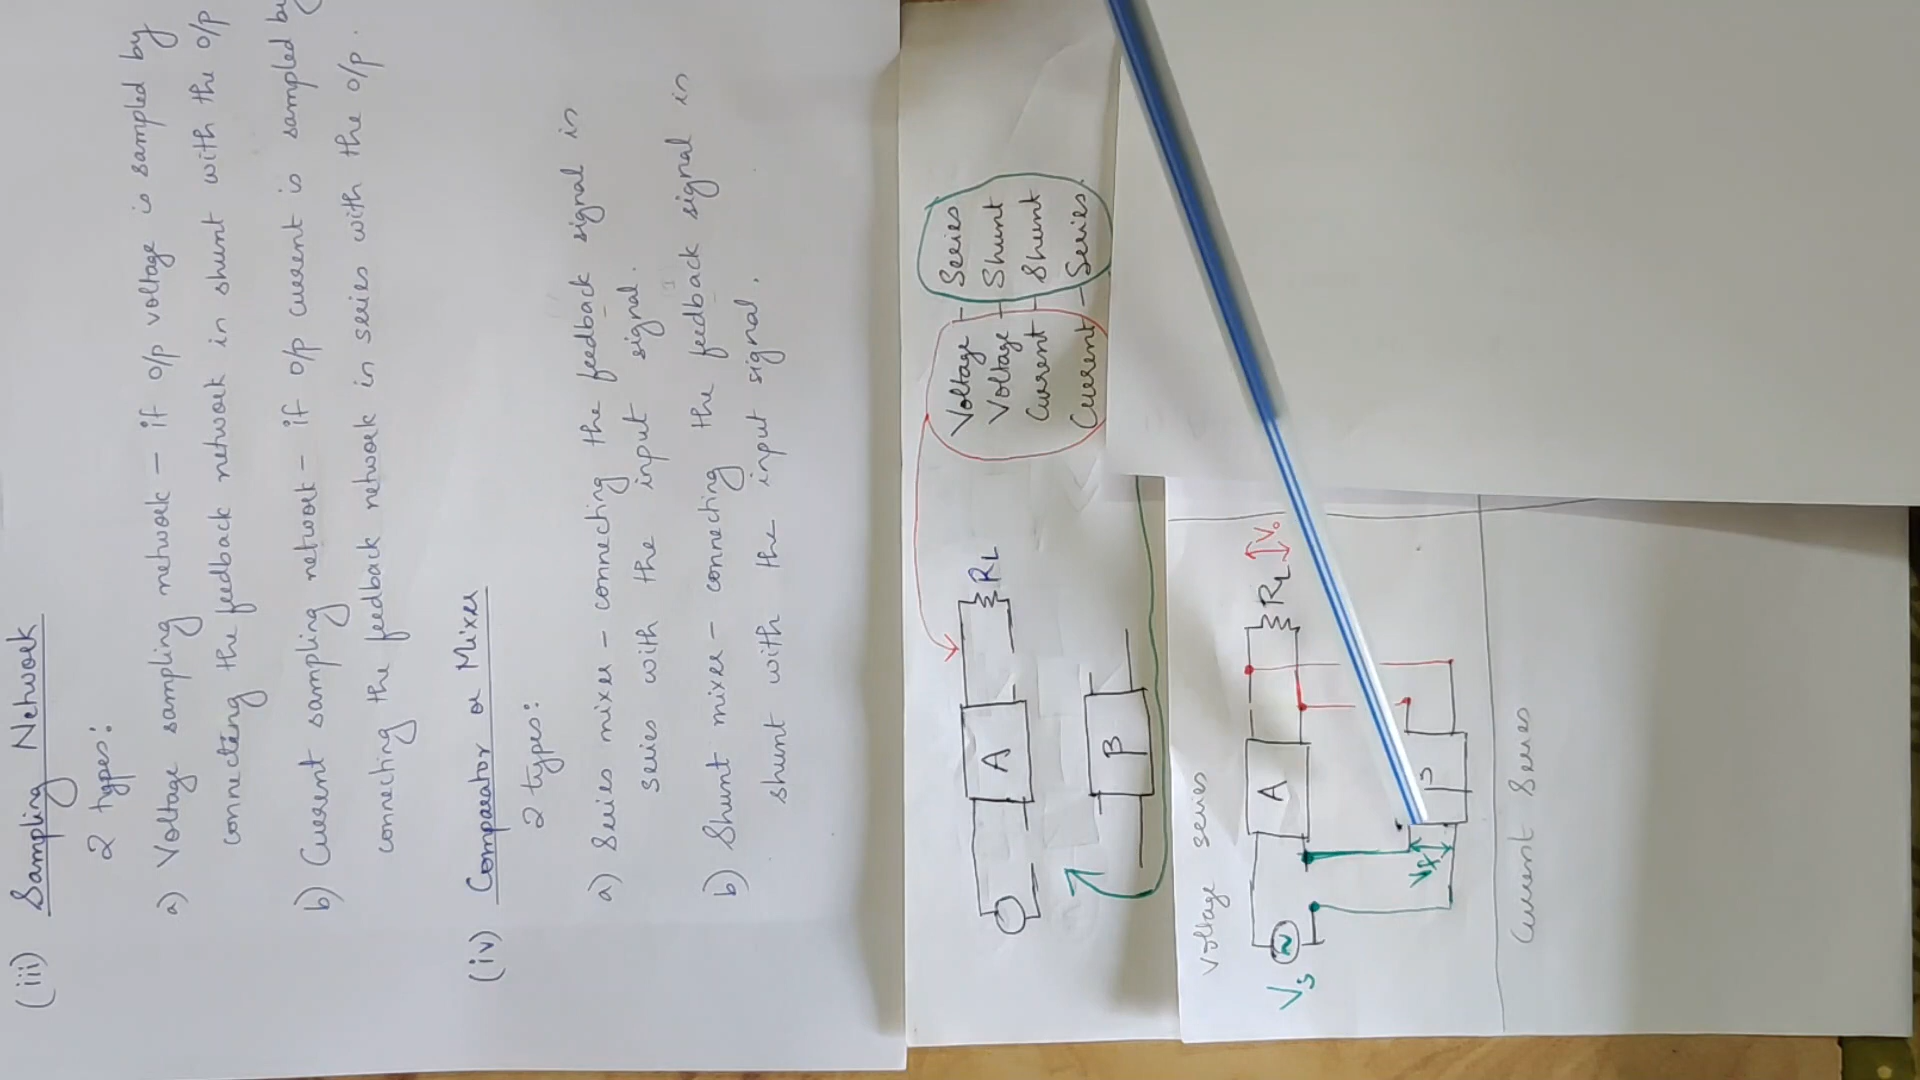 (iii) Sampling Network
2 types:
a) Voltage sampling network - if o/p voltage is sampled by
connecting the feedback network in shunt with the o/p
b) Current sampling network - if o/p current is sampled by
connecting the feedback network in series with the o/p.
(iv) Comparator or Mixer
2 types:
a) Series mixer - connecting the feedback signal is
series with the input signal.
b) Shunt mixer - connecting the feedback signal in
shunt with the input signal.
A
RL
β
Voltage - Series
Voltage - Shunt
Current - Shunt
Current - Series
Voltage series
Vs
A
RL
Vo
Vf
Current Series